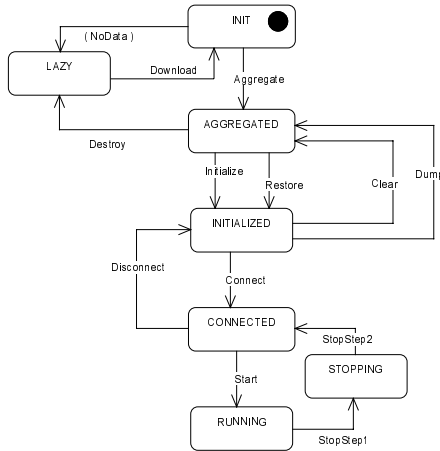 INIT
( NoData )
LAZY
Download
Aggregate
AGGREGATED
Destroy
Initialize
Restore
Clear
Dump
INITIALIZED
Disconnect
Connect
CONNECTED
StopStep2
STOPPING
Start
RUNNING
StopStep1